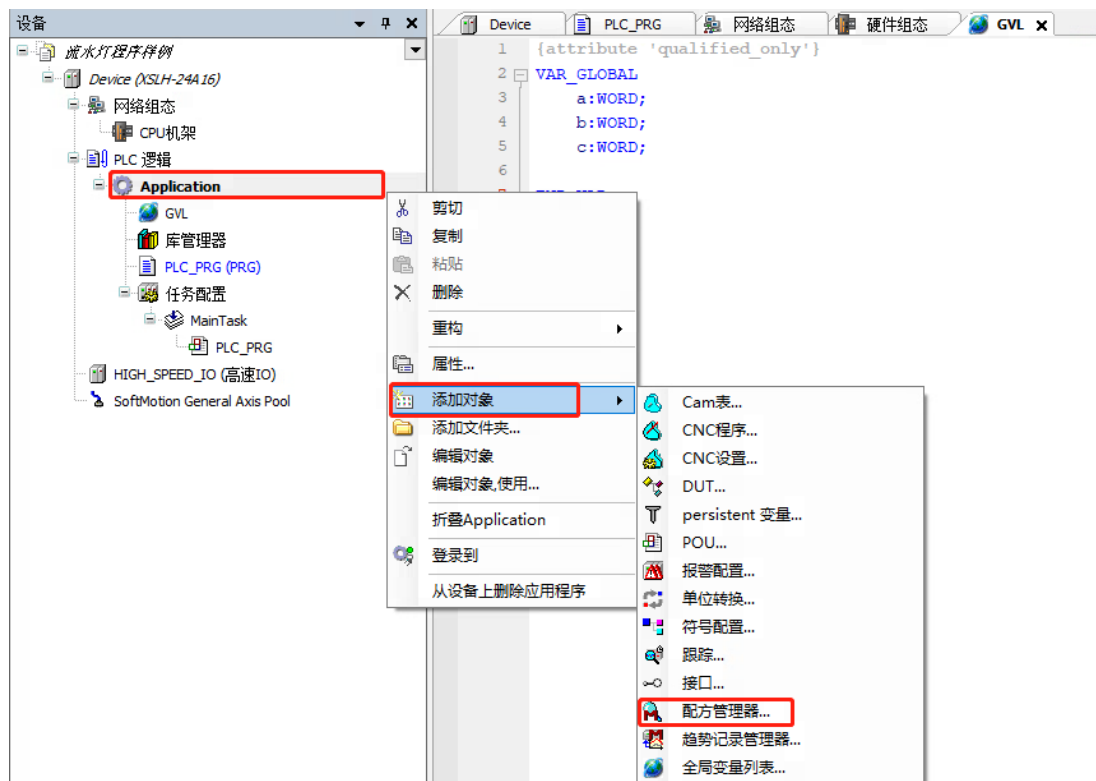 设备
流水灯程序样例
Device (XSLH-24A16)
网络组态
CPU机架
PLC 逻辑
Application
GVL
库管理器
PLC_PRG (PRG)
任务配置
MainTask
PLC_PRG
HIGH_SPEED_IO (高速IO)
SoftMotion General Axis Pool
Device
PLC_PRG
网络组态
硬件组态
GVL
1 {attribute 'qualified_only'}
2 VAR_GLOBAL
3 a:WORD;
4 b:WORD;
5 c:WORD;
6
剪切
复制
粘贴
删除
重构
属性...
添加对象
添加文件夹...
编辑对象
编辑对象,使用...
折叠Application
登录到
从设备上删除应用程序
Cam表...
CNC程序...
CNC设置...
DUT...
persistent 变量...
POU...
报警配置...
单位转换...
符号配置...
跟踪...
接口...
配方管理器...
趋势记录管理器...
全局变量列表...